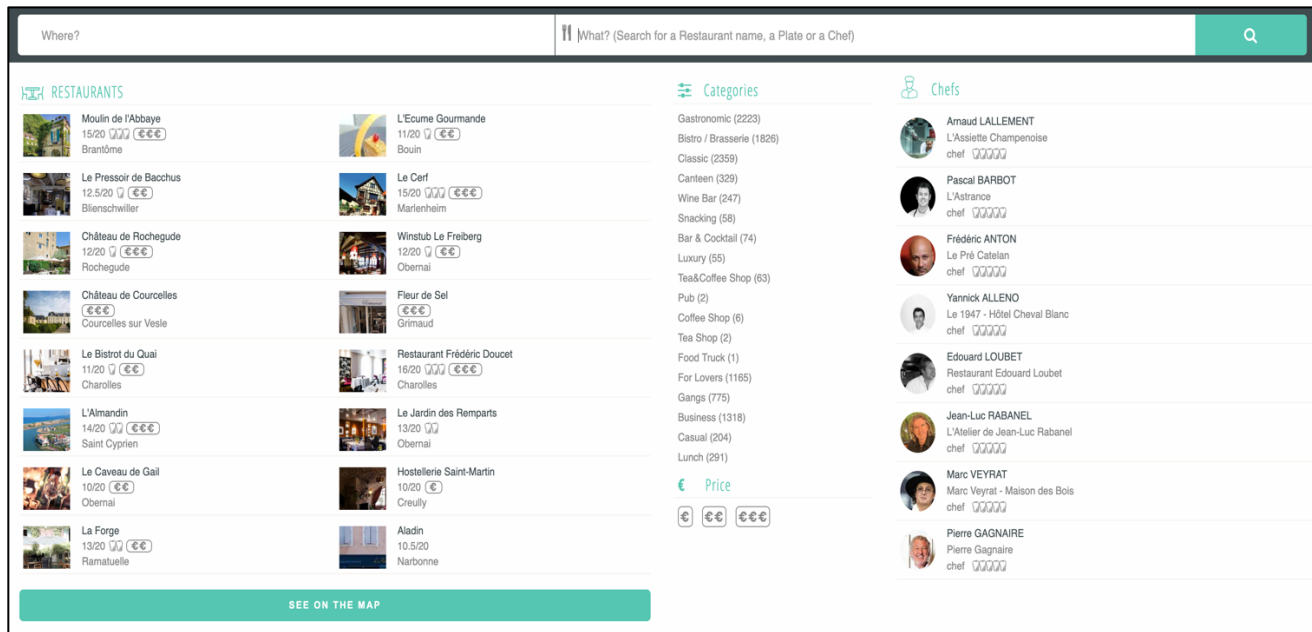 Where?
What? (Search for a Restaurant name, a Plate or a Chef)
RESTAURANTS
Moulin de l'Abbaye
15/20 €€€
Brantôme
L'Ecume Gourmande
11/20 €€
Bouin
Le Pressoir de Bacchus
12.5/20 €€
Blienschwiller
Le Cerf
15/20 €€€
Marlenheim
Château de Rochegude
12/20 €€€
Rochegude
Winstub Le Freiberg
12/20 €€
Obernai
Château de Courcelles
€€€
Courcelles sur Vesle
Fleur de Sel
€€€
Grimaud
Le Bistrot du Quai
11/20 €€
Charolles
Restaurant Frédéric Doucet
16/20 €€€
Charolles
L'Almandin
14/20 €€€
Saint Cyprien
Le Jardin des Remparts
13/20
Obernai
Le Caveau de Gail
10/20 €€
Obernai
Hostellerie Saint-Martin
10/20 €
Creully
La Forge
13/20 €€
Ramatuelle
Aladin
10.5/20
Narbonne
SEE ON THE MAP
Categories
Gastronomic (2223)
Bistro / Brasserie (1826)
Classic (2359)
Canteen (329)
Wine Bar (247)
Snacking (58)
Bar & Cocktail (74)
Luxury (55)
Tea&Coffee Shop (63)
Pub (2)
Coffee Shop (6)
Tea Shop (2)
Food Truck (1)
For Lovers (1165)
Gangs (775)
Business (1318)
Casual (204)
Lunch (291)
€ Price
€ €€ €€€
Chefs
Arnaud LALLEMENT
L'Assiette Champenoise
chef
Pascal BARBOT
L'Astrance
chef
Frédéric ANTON
Le Pré Catelan
chef
Yannick ALLENO
Le 1947 - Hôtel Cheval Blanc
chef
Edouard LOUBET
Restaurant Edouard Loubet
chef
Jean-Luc RABANEL
L'Atelier de Jean-Luc Rabanel
chef
Marc VEYRAT
Marc Veyrat - Maison des Bois
chef
Pierre GAGNAIRE
Pierre Gagnaire
chef